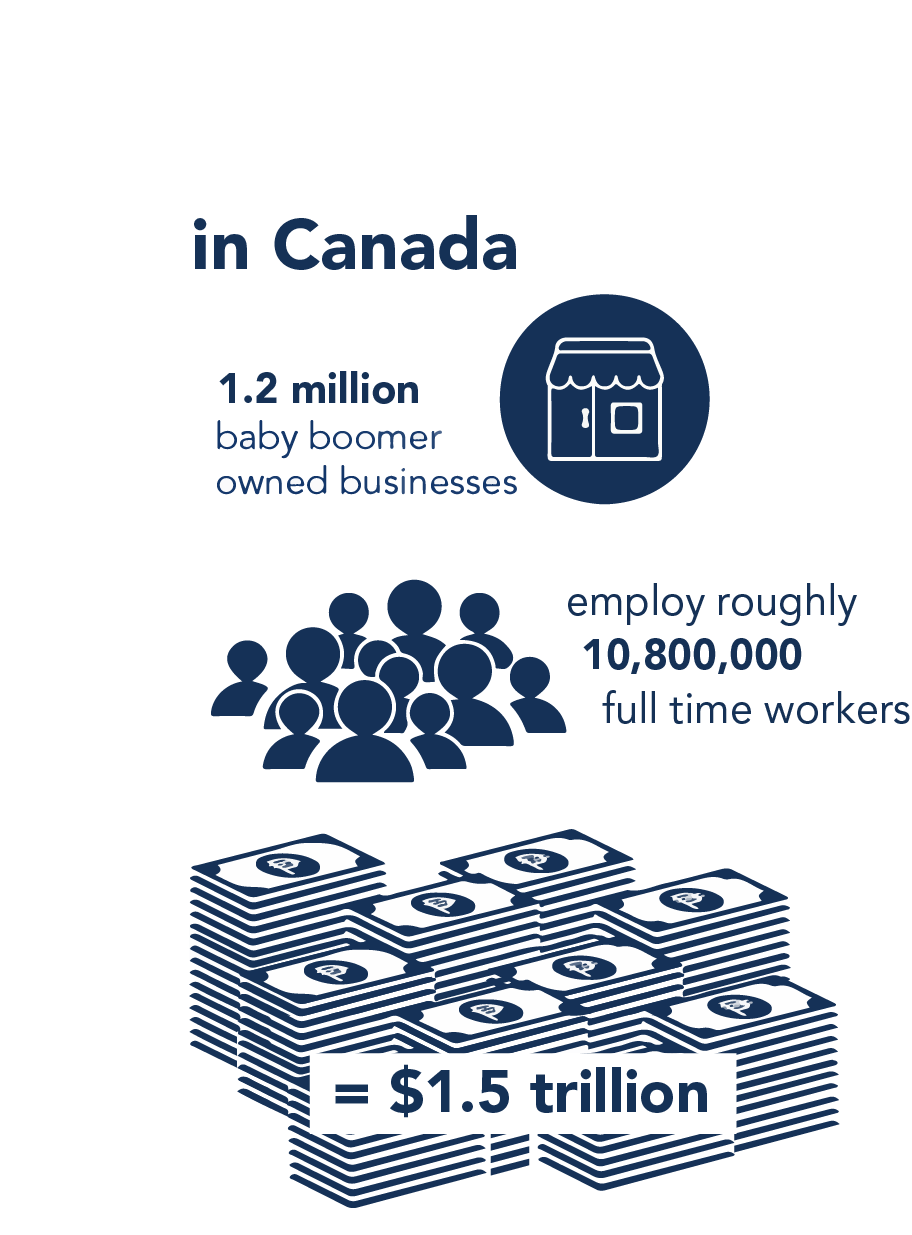 in Canada
1.2 million
baby boomer
owned businesses
employ roughly
10,800,000
full time workers
= $1.5 trillion